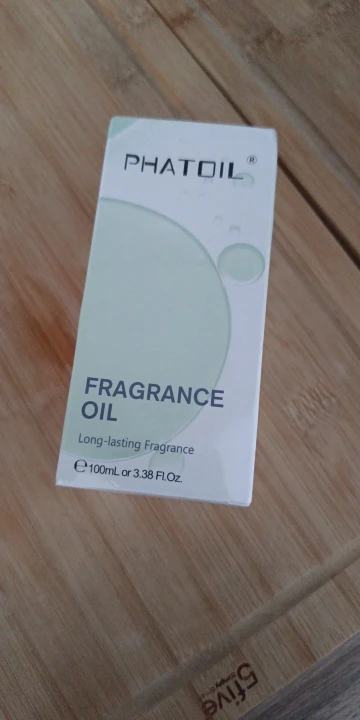 PHATOIL®
FRAGRANCE
OIL
Long-lasting Fragrance
℮100mL or 3.38 Fl.Oz.
5five